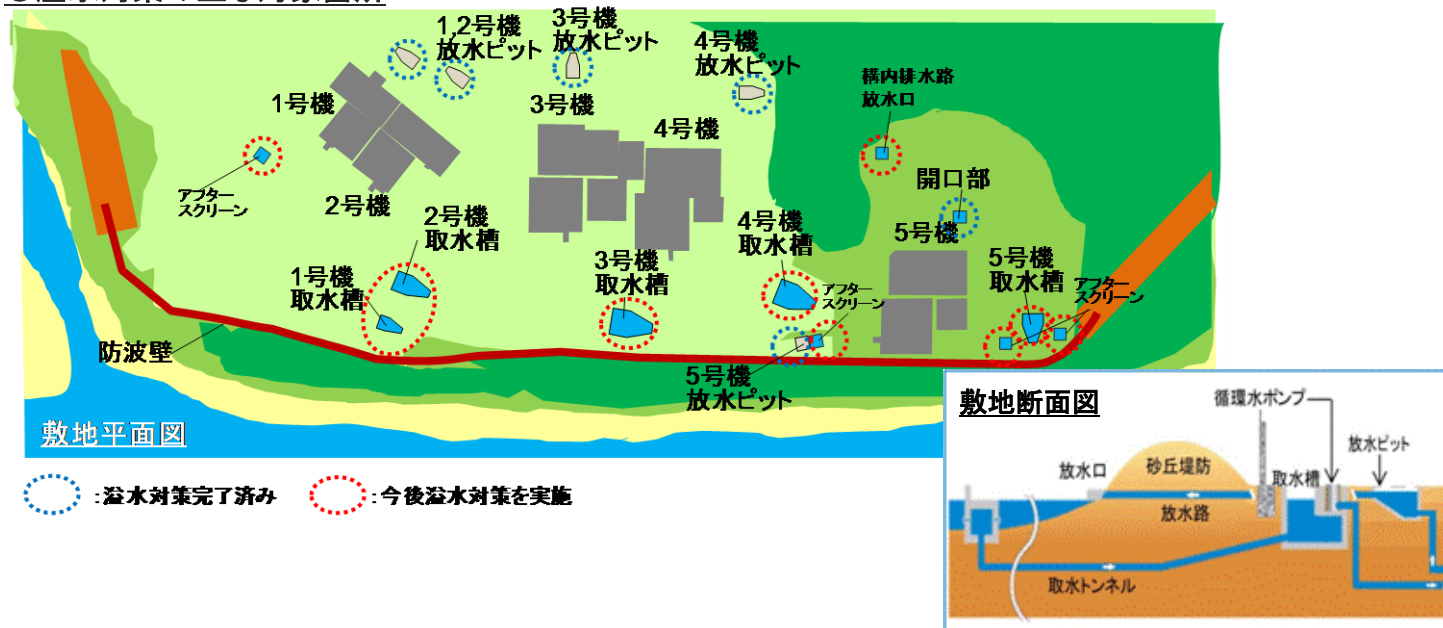 1,2号機
放水ピット
3号機
放水ピット
4号機
放水ピット
構内排水路
放水口
1号機
3号機
4号機
アフター
スクリーン
2号機
開口部
2号機
取水槽
4号機
取水槽
5号機
1号機
取水槽
3号機
取水槽
5号機
取水槽
アフター
スクリーン
アフター
スクリーン
防波壁
5号機
放水ピット
敷地平面図
:溢水対策完了済み
:今後溢水対策を実施
敷地断面図
循環水ポンプ
放水ピット
放水口
砂丘堤防
取水槽
放水路
取水トンネル